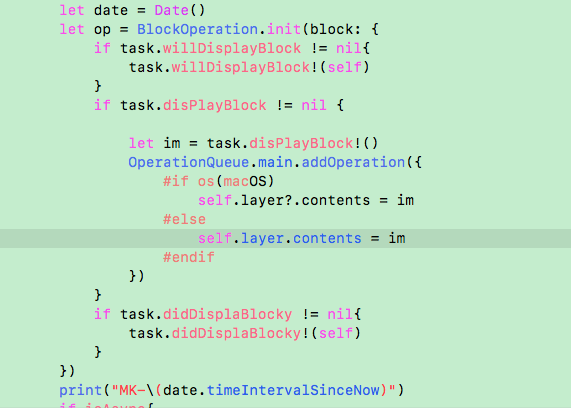 let date = Date()
let op = BlockOperation.init(block: {
if task.willDisplayBlock != nil{
task.willDisplayBlock!(self)
}
if task.disPlayBlock != nil {
let im = task.disPlayBlock!()
OperationQueue.main.addOperation({
#if os(macOS)
self.layer?.contents = im
#else
self.layer.contents = im
#endif
})
}
if task.didDisplaBlocky != nil{
task.didDisplaBlocky!(self)
}
})
print("MK-\(date.timeIntervalSinceNow)")
if isAsync{